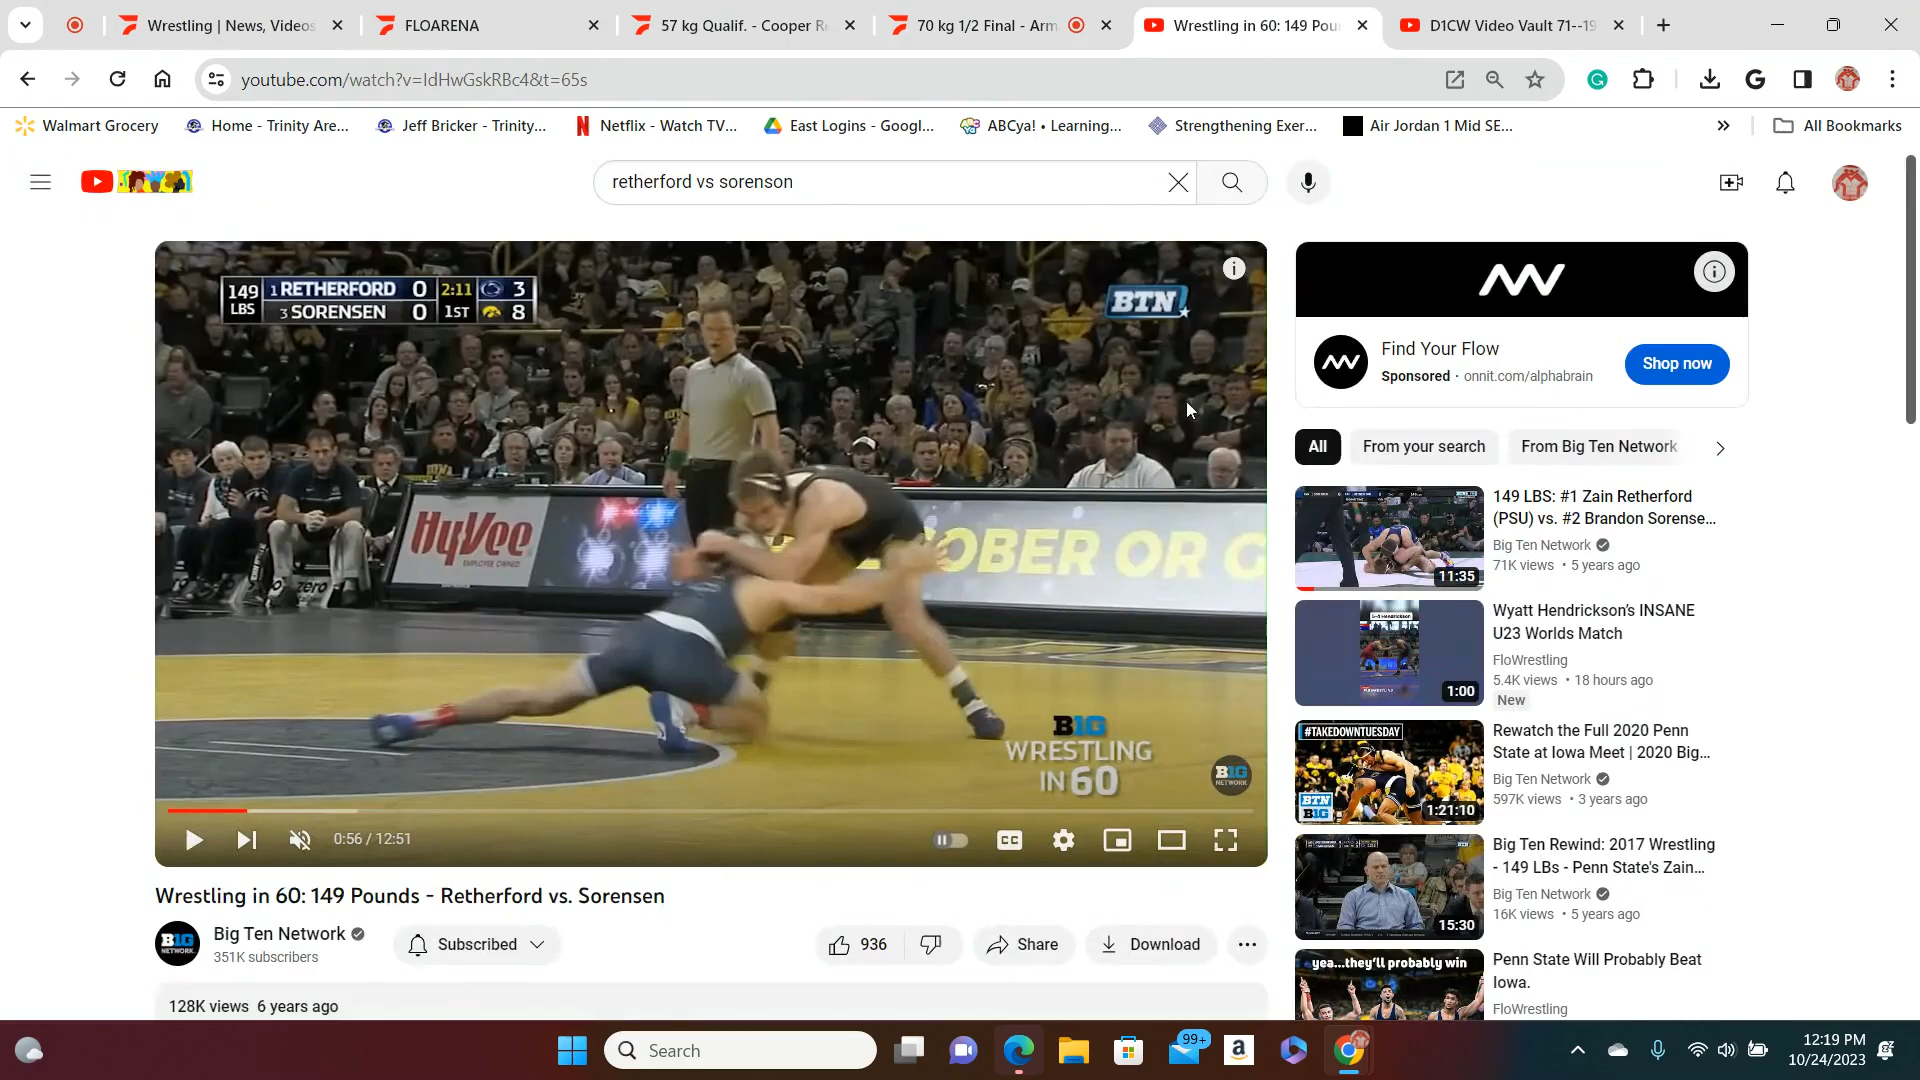 Wrestling | News, Videos
FLOARENA
57 kg Qualif. - Cooper Re
70 kg 1/2 Final - Arm
Wrestling in 60: 149 Pou
D1CW Video Vault 71--19
youtube.com/watch?v=IdHwGskRBc4&t=65s
Walmart Grocery
Home - Trinity Are...
Jeff Bricker - Trinity...
Netflix - Watch TV...
East Logins - Googl...
ABCya! • Learning...
Strengthening Exer...
Air Jordan 1 Mid SE...
All Bookmarks
retherford vs sorenson
149 LBS 1 RETHERFORD 0 2:11 3
3 SORENSEN 0 1ST 8
BTN
HyVee
EMPLOYEE OWNED
OBER OR G
B1G
WRESTLING
IN 60
B1G
NETWORK
0:56 / 12:51
CC
Wrestling in 60: 149 Pounds - Retherford vs. Sorensen
Big Ten Network
351K subscribers
Subscribed
936
Share
Download
128K views 6 years ago
Find Your Flow
Sponsored · onnit.com/alphabrain
Shop now
All
From your search
From Big Ten Network
149 LBS: #1 Zain Retherford
(PSU) vs. #2 Brandon Sorense...
Big Ten Network
71K views • 5 years ago
11:35
Wyatt Hendrickson's INSANE
U23 Worlds Match
FloWrestling
5.4K views • 18 hours ago
New
1:00
#TAKEDOWNTUESDAY
BTN
B1G
1:21:10
Rewatch the Full 2020 Penn
State at Iowa Meet | 2020 Big...
Big Ten Network
597K views • 3 years ago
Big Ten Rewind: 2017 Wrestling
- 149 LBs - Penn State's Zain...
Big Ten Network
16K views • 5 years ago
15:30
yea...they'll probably win
Penn State Will Probably Beat
Iowa.
FloWrestling
Search
99+
12:19 PM
10/24/2023